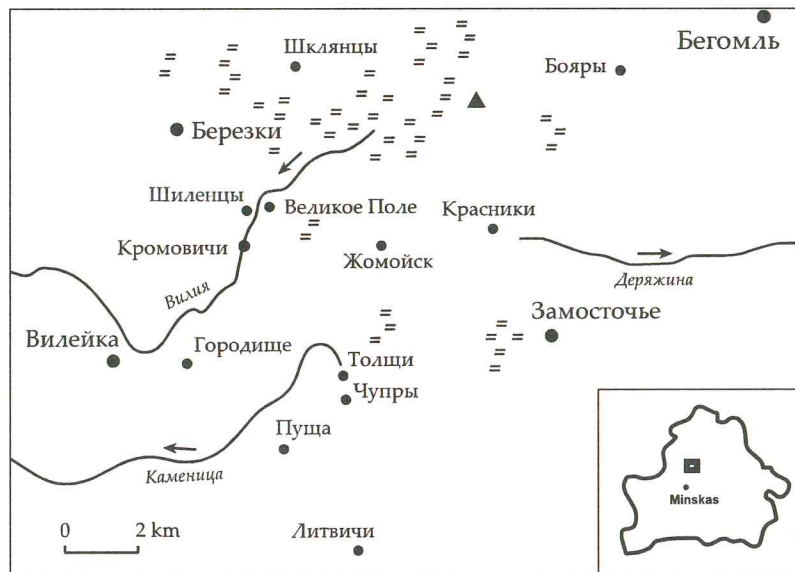 Бегомль
Шклянцы
Бояры
Березки
Шиленцы
Великое Поле
Красники
Кромовичи
Жомойск
Деряжина
Вилия
Замосточье
Вилейка
Городище
Толщи
Чупры
Пуща
Каменица
Minskas
0 2 km
Литвичи